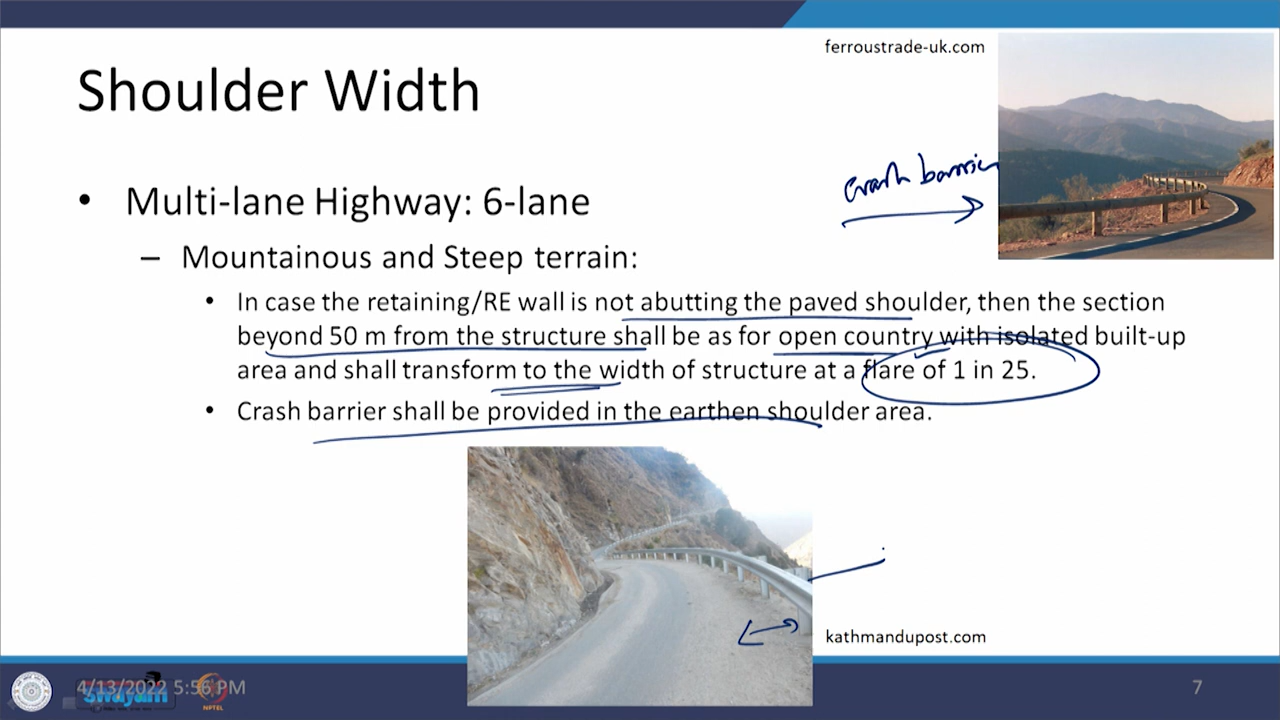 ferroustrade-uk.com
Shoulder Width
crash barrier
• Multi-lane Highway: 6-lane
– Mountainous and Steep terrain:
• In case the retaining/RE wall is not abutting the paved shoulder, then the section
beyond 50 m from the structure shall be as for open country with isolated built-up
area and shall transform to the width of structure at a flare of 1 in 25.
• Crash barrier shall be provided in the earthen shoulder area.
kathmandupost.com
4/13/2022 5:56 PM
swayam
NPTEL
7